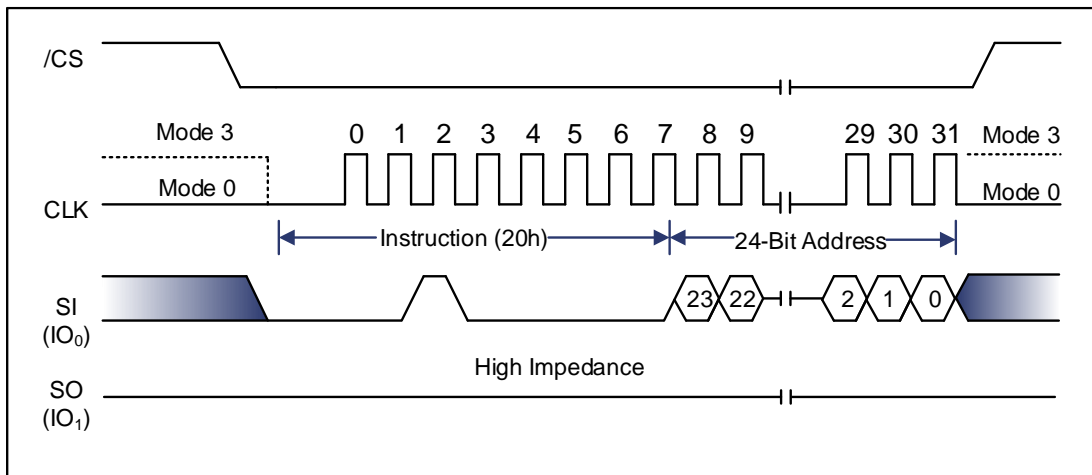 /CS
Mode 3 0 1 2 3 4 5 6 7 8 9 29 30 31 Mode 3
Mode 0 Mode 0
CLK
Instruction (20h) 24-Bit Address
SI 23 22 2 1 0
(IO0)
High Impedance
SO
(IO1)